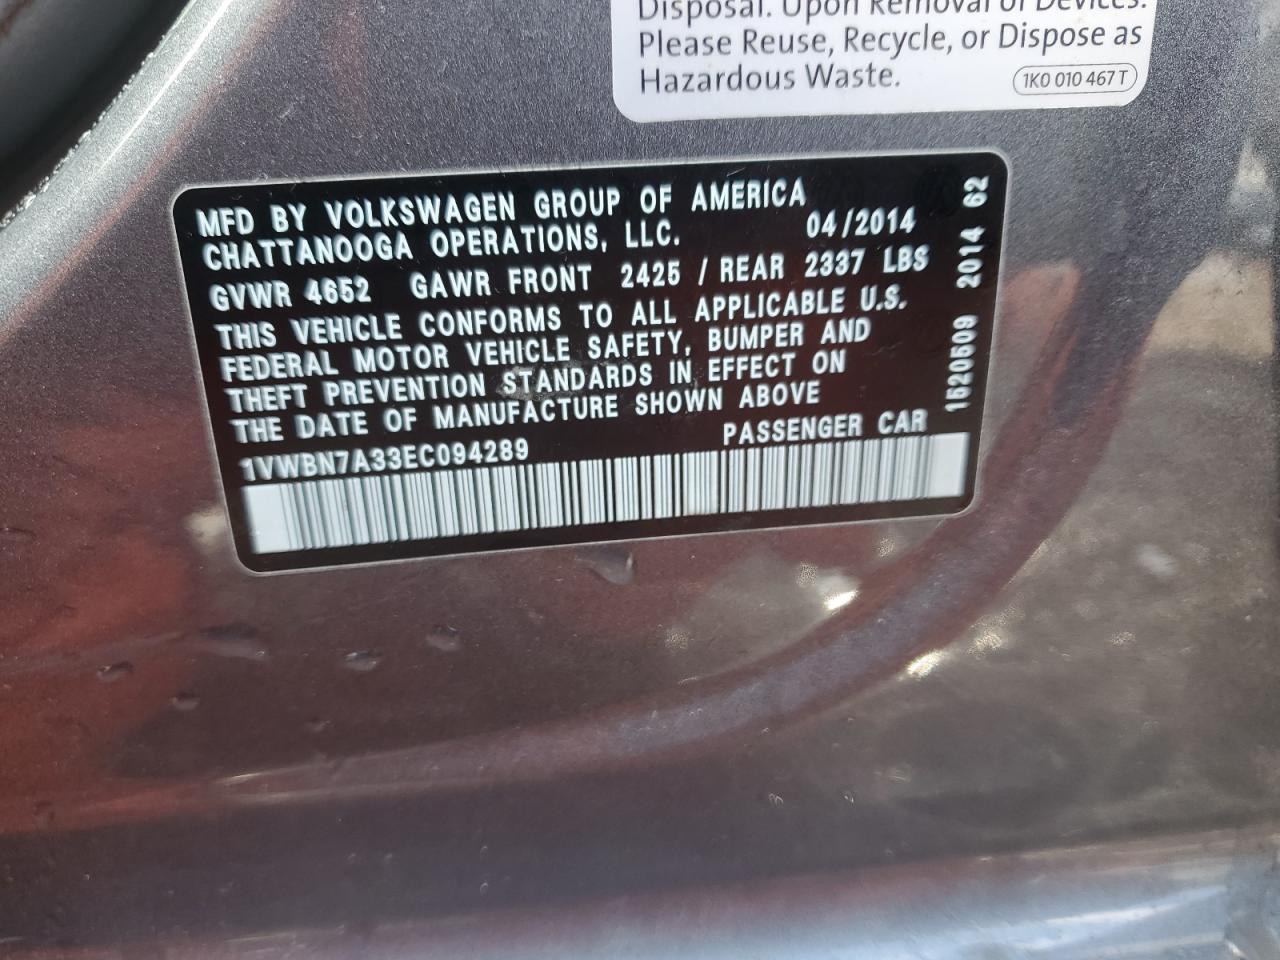 Disposal. Upon Removal of Devices.
Please Reuse, Recycle, or Dispose as
Hazardous Waste.
1K0 010 467 T
MFD BY VOLKSWAGEN GROUP OF AMERICA
CHATTANOOGA OPERATIONS, LLC. 04/2014
GVWR 4652 GAWR FRONT 2425 / REAR 2337 LBS
THIS VEHICLE CONFORMS TO ALL APPLICABLE U.S.
FEDERAL MOTOR VEHICLE SAFETY, BUMPER AND
THEFT PREVENTION STANDARDS IN EFFECT ON
THE DATE OF MANUFACTURE SHOWN ABOVE
1VWBN7A33EC094289 PASSENGER CAR
1520509 2014 62